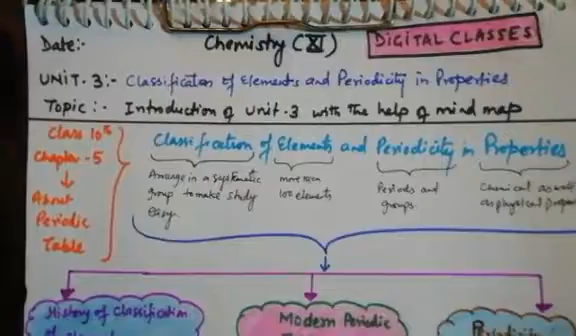 Date:- Chemistry (XI) DIGITAL CLASSES
UNIT.3:- Classification of Elements and Periodicity in Properties
Topic :- Introduction of Unit.3 with the help of mind map
Class 10th
Chapter - 5
About
Periodic
Table
Classification of Elements and Periodicity in Properties
Arrange in a systematic
group to make study
easy.
more than
100 elements
Periods and
groups.
Chemical as well
as physical
History of Classification
of
Modern Periodic